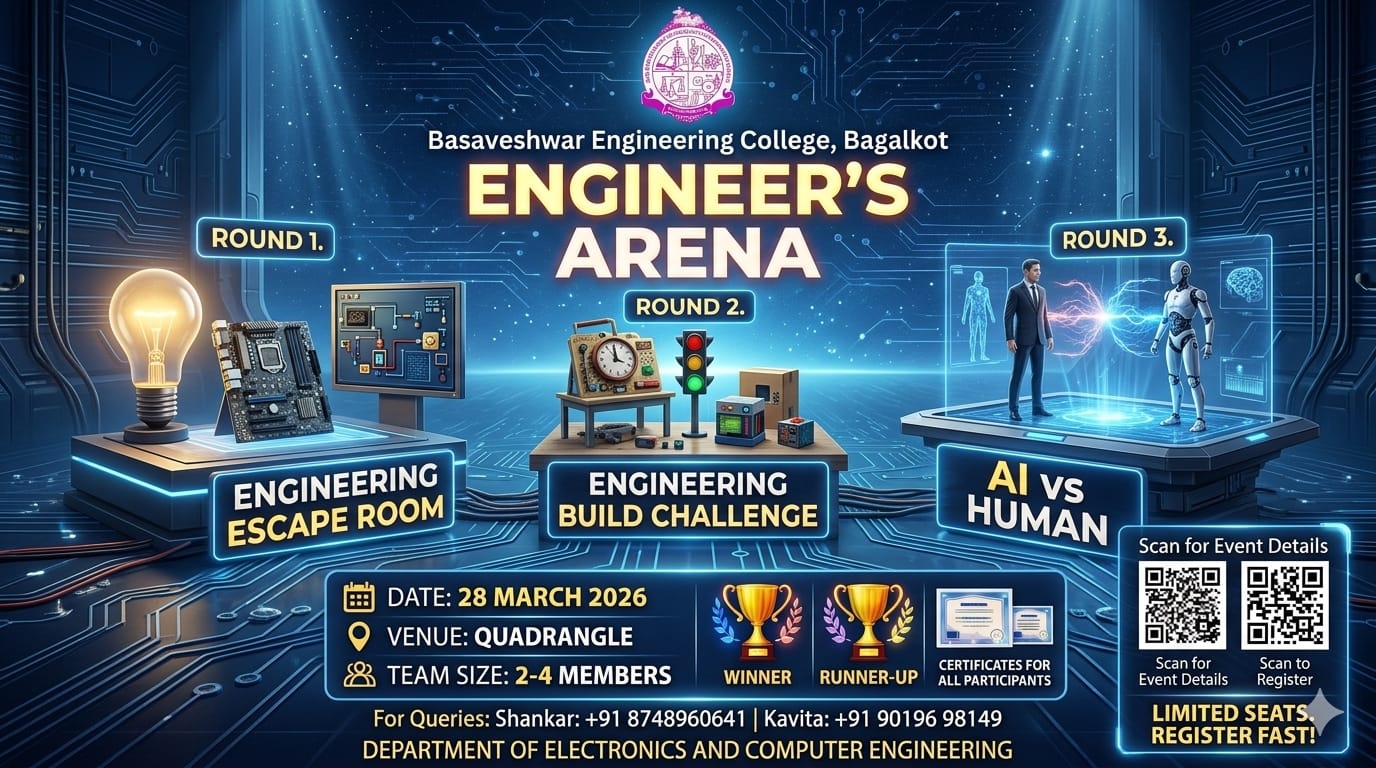 Basaveshwar Engineering College, Bagalkot
ENGINEER'S
ARENA
ROUND 1.
ENGINEERING
ESCAPE ROOM
ROUND 2.
ENGINEERING
BUILD CHALLENGE
ROUND 3.
AI VS
HUMAN
DATE: 28 MARCH 2026
VENUE: QUADRANGLE
TEAM SIZE: 2-4 MEMBERS
WINNER
RUNNER-UP
CERTIFICATES FOR
ALL PARTICIPANTS
Scan for Event Details
Scan for
Event Details
Scan to
Register
LIMITED SEATS.
REGISTER FAST!
For Queries: Shankar: +91 8748960641 | Kavita: +91 90196 98149
DEPARTMENT OF ELECTRONICS AND COMPUTER ENGINEERING